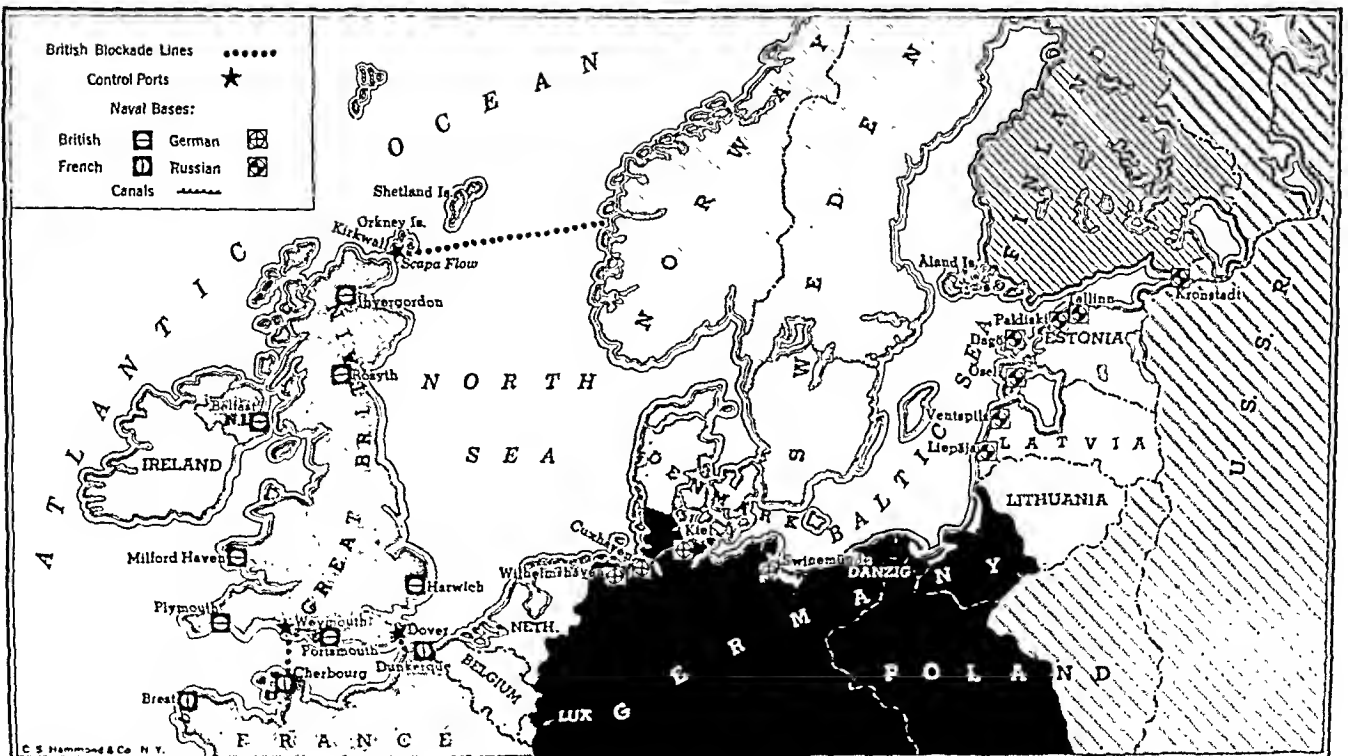 British Blockade Lines
Control Ports
Naval Bases:
British German
French Russian
Canals
ATLANTIC OCEAN
Shetland Is.
Orkney Is.
Kirkwall
Scapa Flow
Invergordon
Rosyth
Belfast
N.I.
IRELAND
GREAT BRITAIN
NORTH
SEA
NORWAY
SWEDEN
FINLAND
U.S.S.R.
Åland Is.
Kronstadt
Tallinn
Paldiski
Dagö
ESTONIA
Ösel
Ventspils
Liepäja
LATVIA
LITHUANIA
BALTIC SEA
DENMARK
Kiel
Cuxhaven
Wilhelmshaven
Swinemünde
DANZIG
GERMANY
POLAND
Milford Haven
Harwich
Plymouth
Weymouth
Portsmouth
Dover
Dunkerque
NETH.
BELGIUM
Cherbourg
Brest
LUX
FRANCE
C. S. Hammond & Co N. Y.